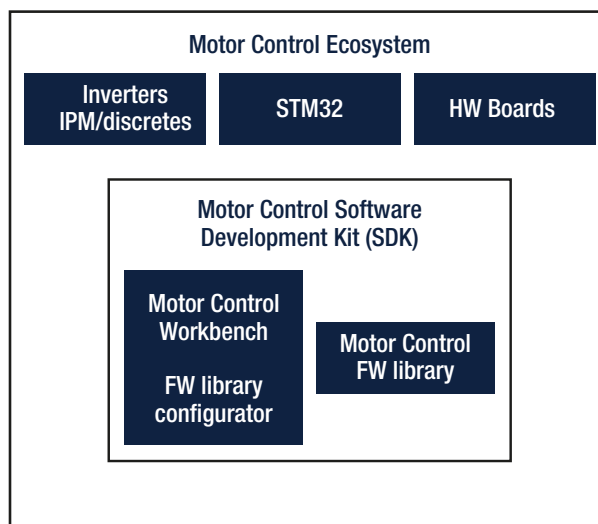 Motor Control Ecosystem
Inverters
IPM/discretes
STM32
HW Boards
Motor Control Software
Development Kit (SDK)
Motor Control
Workbench
FW library
configurator
Motor Control
FW library